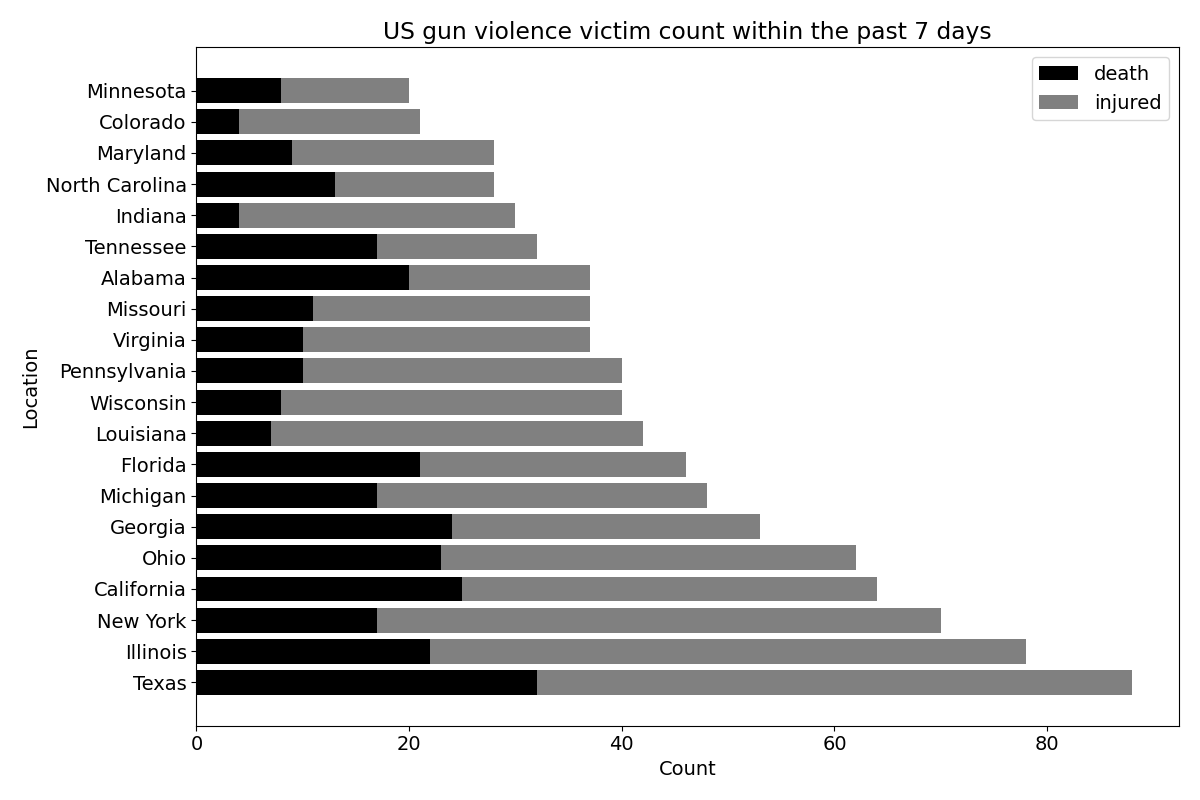 US gun violence victim count within the past 7 days
death
injured
Minnesota
Colorado
Maryland
North Carolina
Indiana
Tennessee
Alabama
Missouri
Virginia
Pennsylvania
Wisconsin
Louisiana
Florida
Michigan
Georgia
Ohio
California
New York
Illinois
Texas
Location
0 20 40 60 80
Count